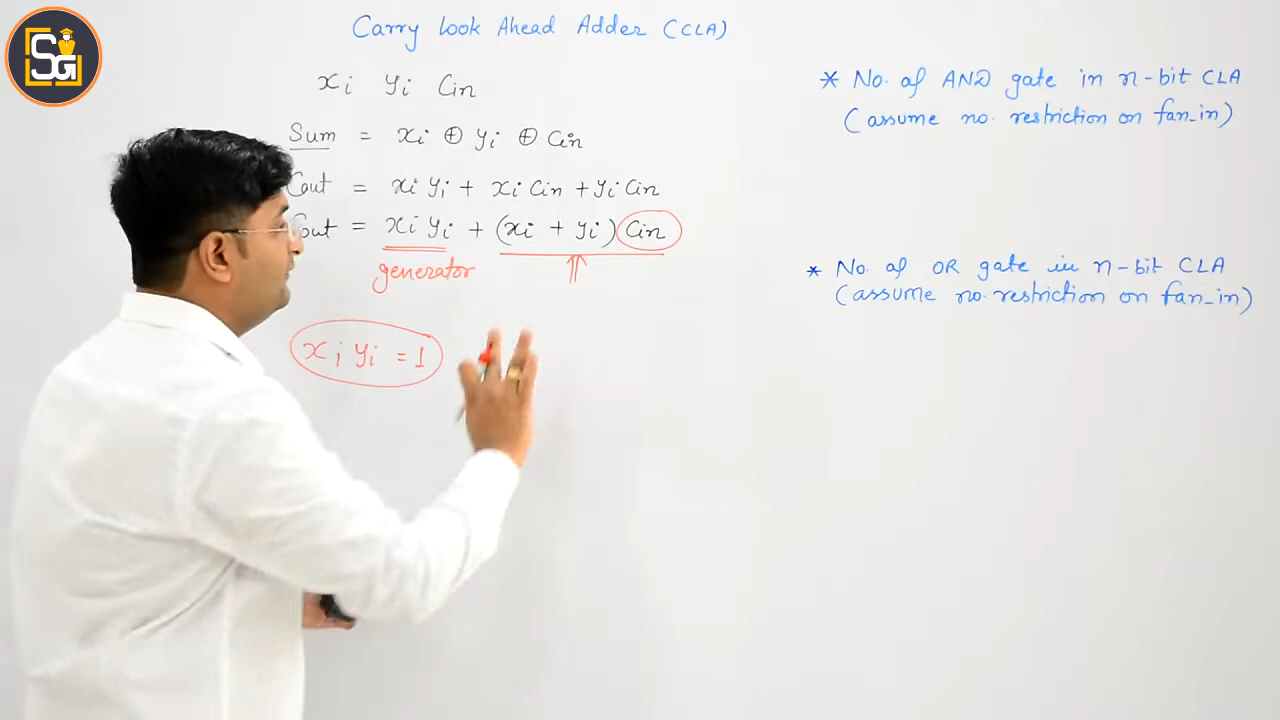 SG
Carry look Ahead Adder (CLA)
xi yi Cin
Sum = xi ⊕ yi ⊕ Cin
Cout = xi yi + xi Cin + yi Cin
Cout = xi yi + (xi + yi) Cin
generator
xi yi = 1
* No. of AND gate in n-bit CLA
(assume no. restriction on fan_in)
* No. of OR gate in n-bit CLA
(assume no. restriction on fan_in)